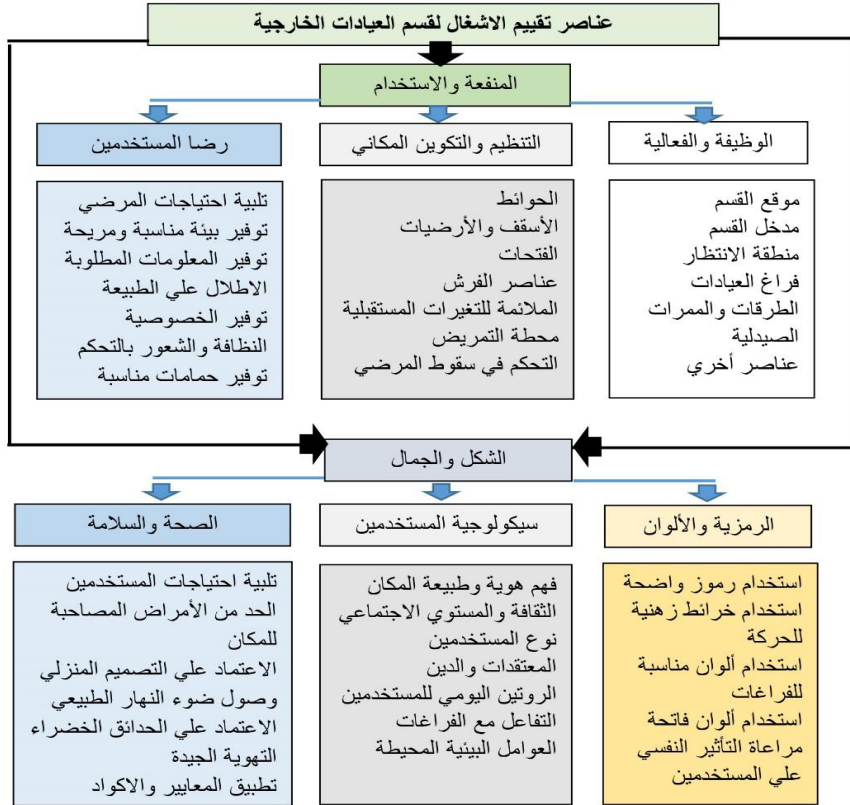 عناصر تقييم الاشغال لقسم العيادات الخارجية
المنفعة والاستخدام
الوظيفة والفعالية
موقع القسم
مدخل القسم
منطقة الانتظار
فراغ العيادات
الطرقات والممرات
الصيدلية
عناصر أخري
التنظيم والتكوين المكاني
الحوائط
الأسقف والأرضيات
الفتحات
عناصر الفرش
الملائمة للتغيرات المستقبلية
محطة التمريض
التحكم في سقوط المرضي
رضا المستخدمين
تلبية احتياجات المرضي
توفير بيئة مناسبة ومريحة
توفير المعلومات المطلوبة
الاطلال علي الطبيعة
توفير الخصوصية
النظافة والشعور بالتحكم
توفير حمامات مناسبة
الشكل والجمال
الرمزية والألوان
استخدام رموز واضحة
استخدام خرائط زهنية
للحركة
استخدام ألوان مناسبة
للفراغات
استخدام ألوان فاتحة
مراعاة التأثير النفسي
علي المستخدمين
سيكولوجية المستخدمين
فهم هوية وطبيعة المكان
الثقافة والمستوي الاجتماعي
نوع المستخدمين
المعتقدات والدين
الروتين اليومي للمستخدمين
التفاعل مع الفراغات
العوامل البيئية المحيطة
الصحة والسلامة
تلبية احتياجات المستخدمين
الحد من الأمراض المصاحبة
للمكان
الاعتماد علي التصميم المنزلي
وصول ضوء النهار الطبيعي
الاعتماد علي الحدائق الخضراء
التهوية الجيدة
تطبيق المعايير والاكواد